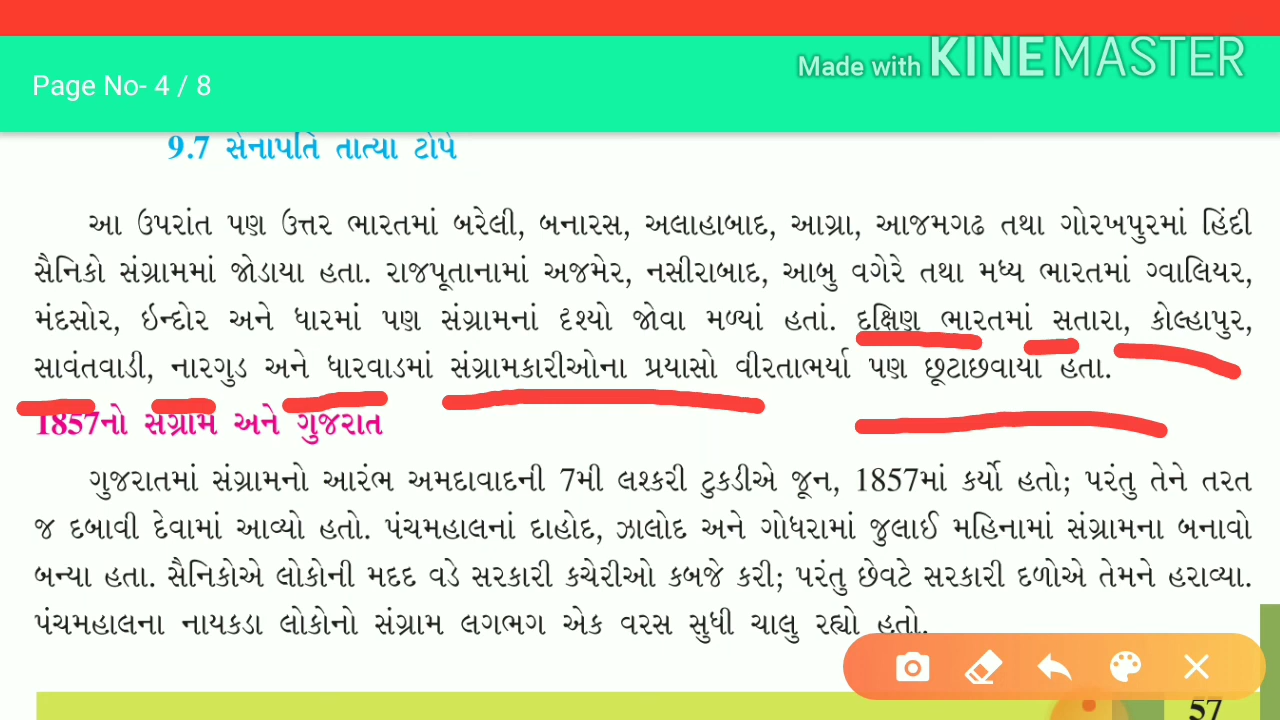 Made with KINEMASTER
Page No- 4 / 8
9.7 સેનાપતિ તાત્યા ટોપે
આ ઉપરાંત પણ ઉત્તર ભારતમાં બરેલી, બનારસ, અલાહાબાદ, આગ્રા, આજમગઢ તથા ગોરખપુરમાં હિંદી
સૈનિકો સંગ્રામમાં જોડાયા હતા. રાજપૂતાનામાં અજમેર, નસીરાબાદ, આબુ વગેરે તથા મધ્ય ભારતમાં ગ્વાલિયર,
મંદસોર, ઇન્દોર અને ધારમાં પણ સંગ્રામનાં દૃશ્યો જોવા મળ્યાં હતાં. દક્ષિણ ભારતમાં સતારા, કોલ્હાપુર,
સાવંતવાડી, નારગુડ અને ધારવાડમાં સંગ્રામકારીઓના પ્રયાસો વીરતાભર્યા પણ છૂટાછવાયા હતા.
1857નો સંગ્રામ અને ગુજરાત
ગુજરાતમાં સંગ્રામનો આરંભ અમદાવાદની 7મી લશ્કરી ટુકડીએ જૂન, 1857માં કર્યો હતો; પરંતુ તેને તરત
જ દબાવી દેવામાં આવ્યો હતો. પંચમહાલનાં દાહોદ, ઝાલોદ અને ગોધરામાં જુલાઈ મહિનામાં સંગ્રામના બનાવો
બન્યા હતા. સૈનિકોએ લોકોની મદદ વડે સરકારી કચેરીઓ કબજે કરી; પરંતુ છેવટે સરકારી દળોએ તેમને હરાવ્યા.
પંચમહાલના નાયકડા લોકોનો સંગ્રામ લગભગ એક વરસ સુધી ચાલુ રહ્યો હતો.
57